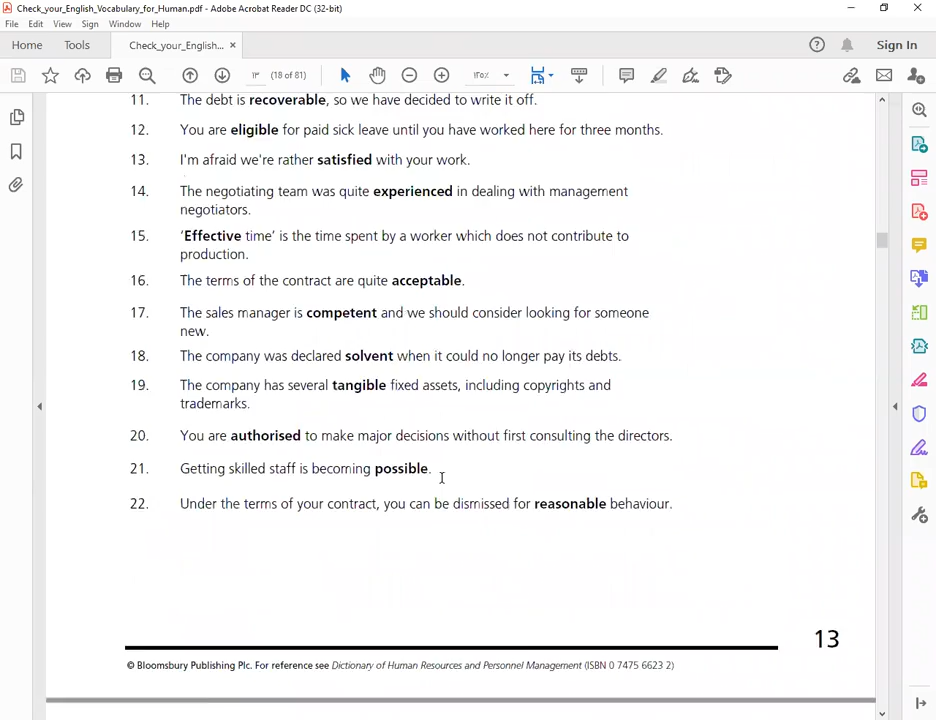 Check_your_English_Vocabulary_for_Human.pdf - Adobe Acrobat Reader DC (32-bit)
File Edit View Sign Window Help
Home Tools Check_your_English... × Sign In
١٣ (18 of 81) ١٣٥٪
11. The debt is recoverable, so we have decided to write it off.
12. You are eligible for paid sick leave until you have worked here for three months.
13. I'm afraid we're rather satisfied with your work.
14. The negotiating team was quite experienced in dealing with management
negotiators.
15. ‘Effective time’ is the time spent by a worker which does not contribute to
production.
16. The terms of the contract are quite acceptable.
17. The sales manager is competent and we should consider looking for someone
new.
18. The company was declared solvent when it could no longer pay its debts.
19. The company has several tangible fixed assets, including copyrights and
trademarks.
20. You are authorised to make major decisions without first consulting the directors.
21. Getting skilled staff is becoming possible.
22. Under the terms of your contract, you can be dismissed for reasonable behaviour.
13
© Bloomsbury Publishing Plc. For reference see Dictionary of Human Resources and Personnel Management (ISBN 0 7475 6623 2)